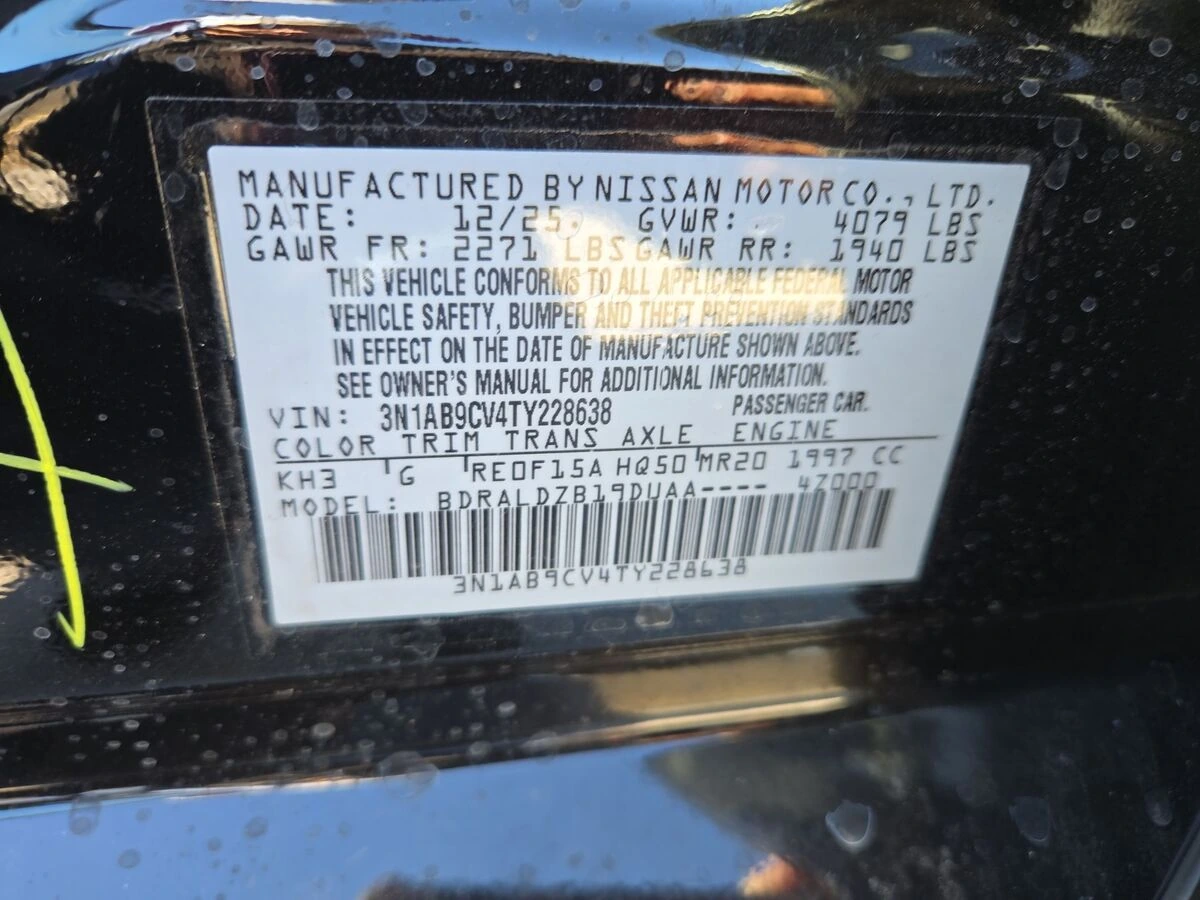 MANUFACTURED BY NISSAN MOTOR CO., LTD.
DATE: 12/25. GVWR: 4079 LBS
GAWR FR: 2271 LBS GAWR RR: 1940 LBS
THIS VEHICLE CONFORMS TO ALL APPLICABLE FEDERAL MOTOR
VEHICLE SAFETY, BUMPER AND THEFT PREVENTION STANDARDS
IN EFFECT ON THE DATE OF MANUFACTURE SHOWN ABOVE.
SEE OWNER'S MANUAL FOR ADDITIONAL INFORMATION.
VIN: 3N1AB9CV4TY228638 PASSENGER CAR.
COLOR TRIM TRANS AXLE ENGINE
KH3 G RE0F15A HQ50 MR20 1997 CC
MODEL: BDRALDZB19DUAA---- 4Z000
3N1AB9CV4TY228638